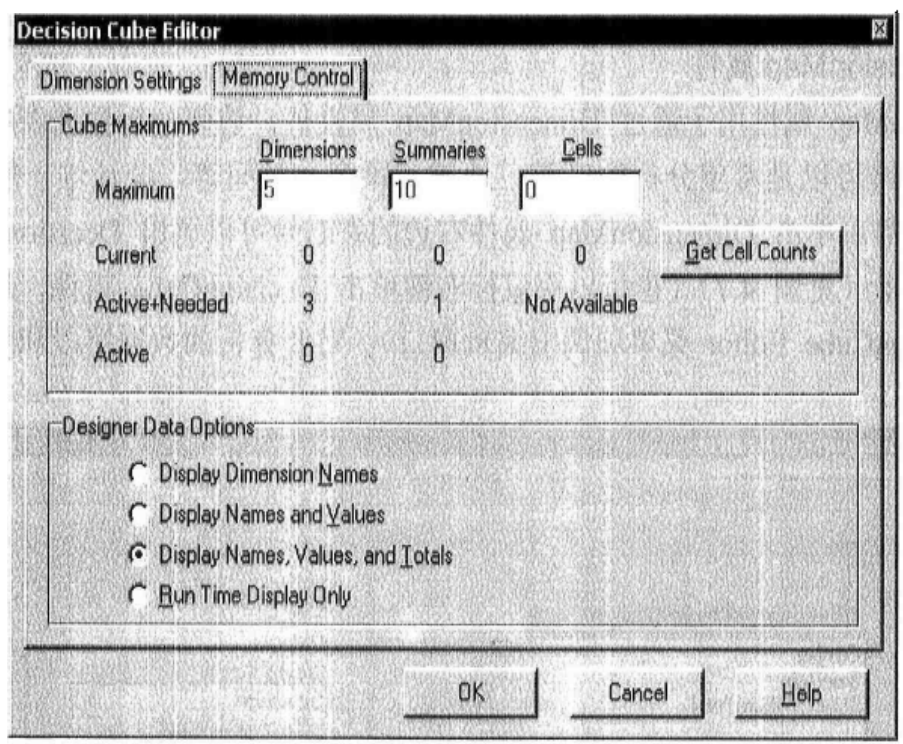 Decision Cube Editor
Dimension Settings Memory Control
Cube Maximums
Dimensions Summaries Cells
Maximum 5 10 0
Current 0 0 0 Get Cell Counts
Active+Needed 3 1 Not Available
Active 0 0
Designer Data Options
Display Dimension Names
Display Names and Values
Display Names, Values, and Totals
Run Time Display Only
OK Cancel Help